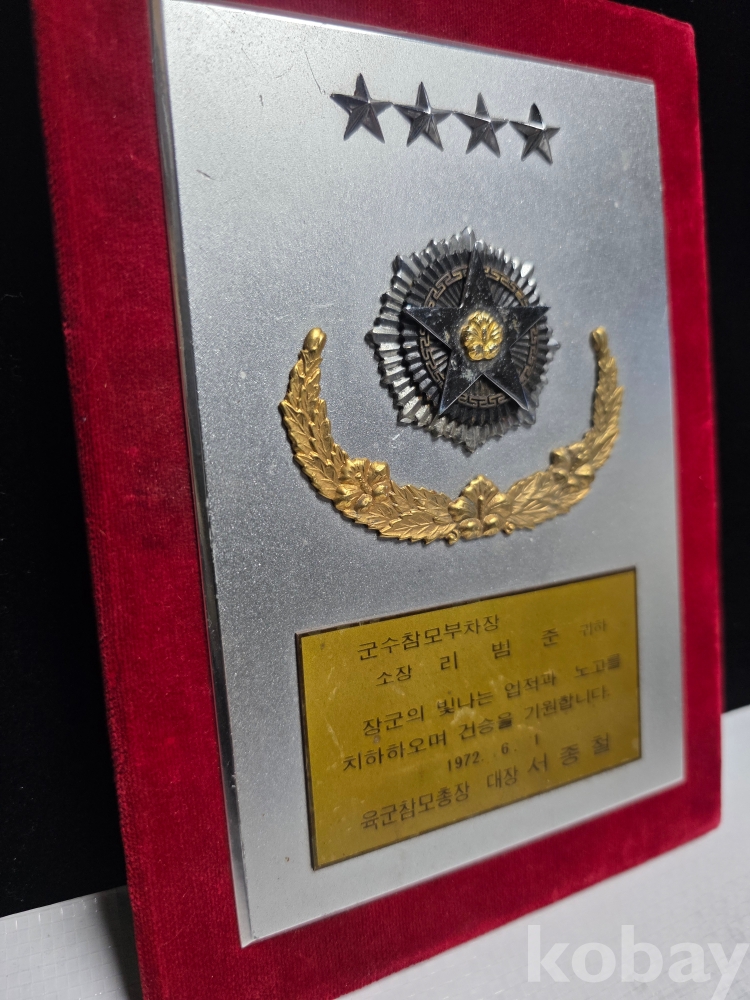 군수참모부차장
소장 리 범 준 귀하
장군의 빛나는 업적과 노고를
치하하오며 건승을 기원합니다.
1972. 6. 1
육군참모총장 대장 서 종 철
kobay